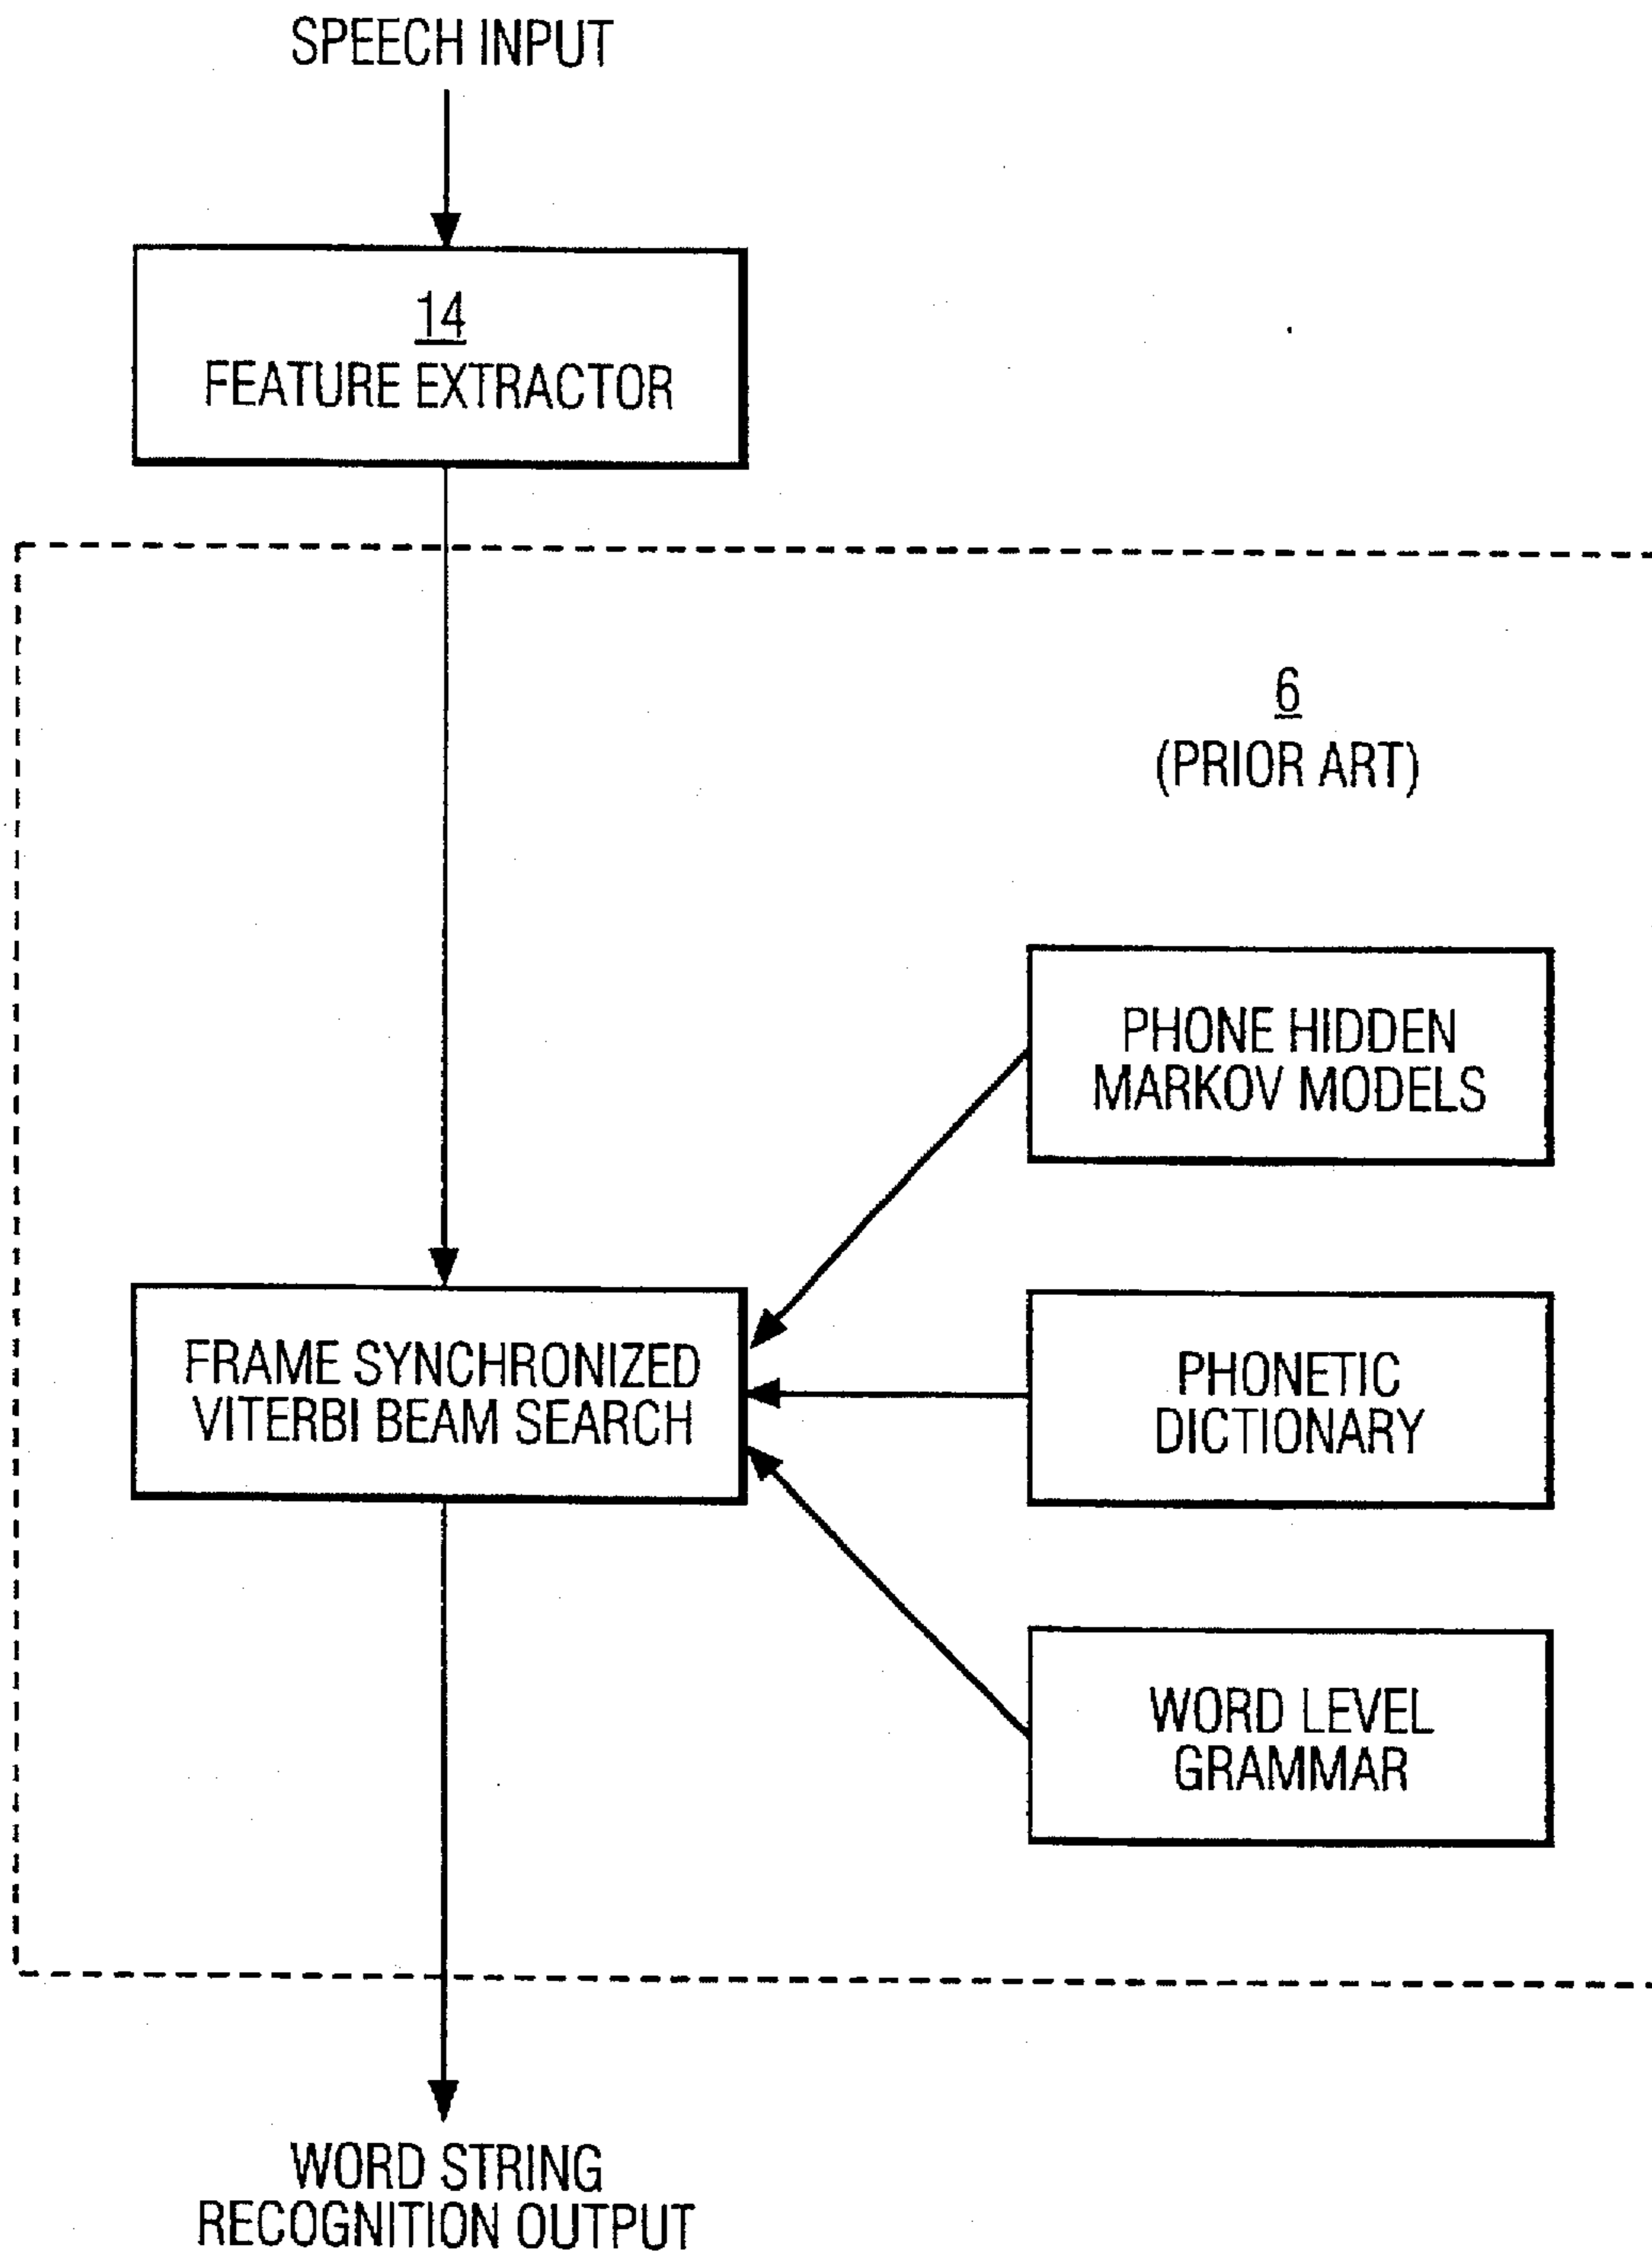 SPEECH INPUT
14
FEATURE EXTRACTOR
6
(PRIOR ART)
PHONE HIDDEN
MARKOV MODELS
FRAME SYNCHRONIZED
VITERBI BEAM SEARCH
PHONETIC
DICTIONARY
WORD LEVEL
GRAMMAR
WORD STRING
RECOGNITION OUTPUT